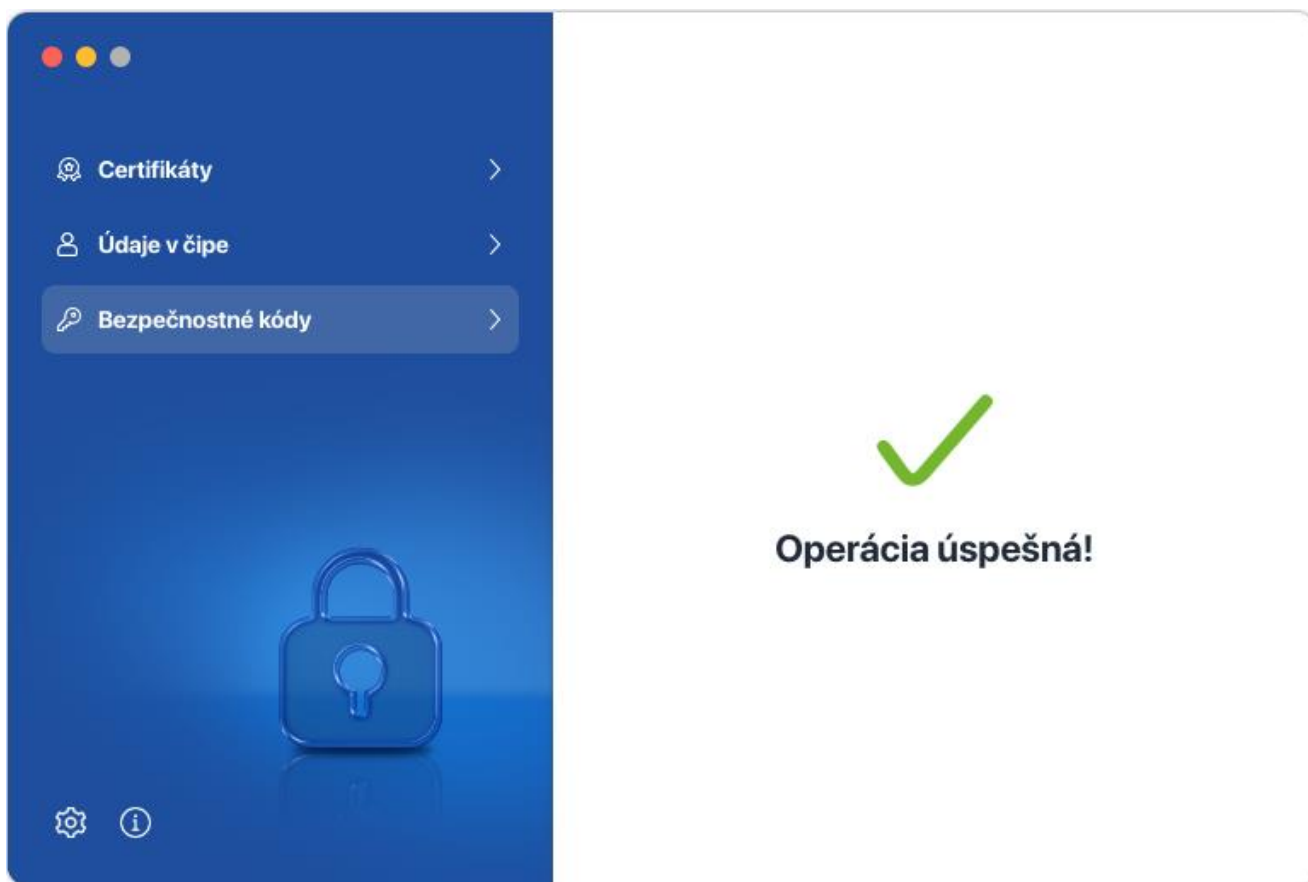 Certifikáty
Údaje v čipe
Bezpečnostné kódy
Operácia úspešná!